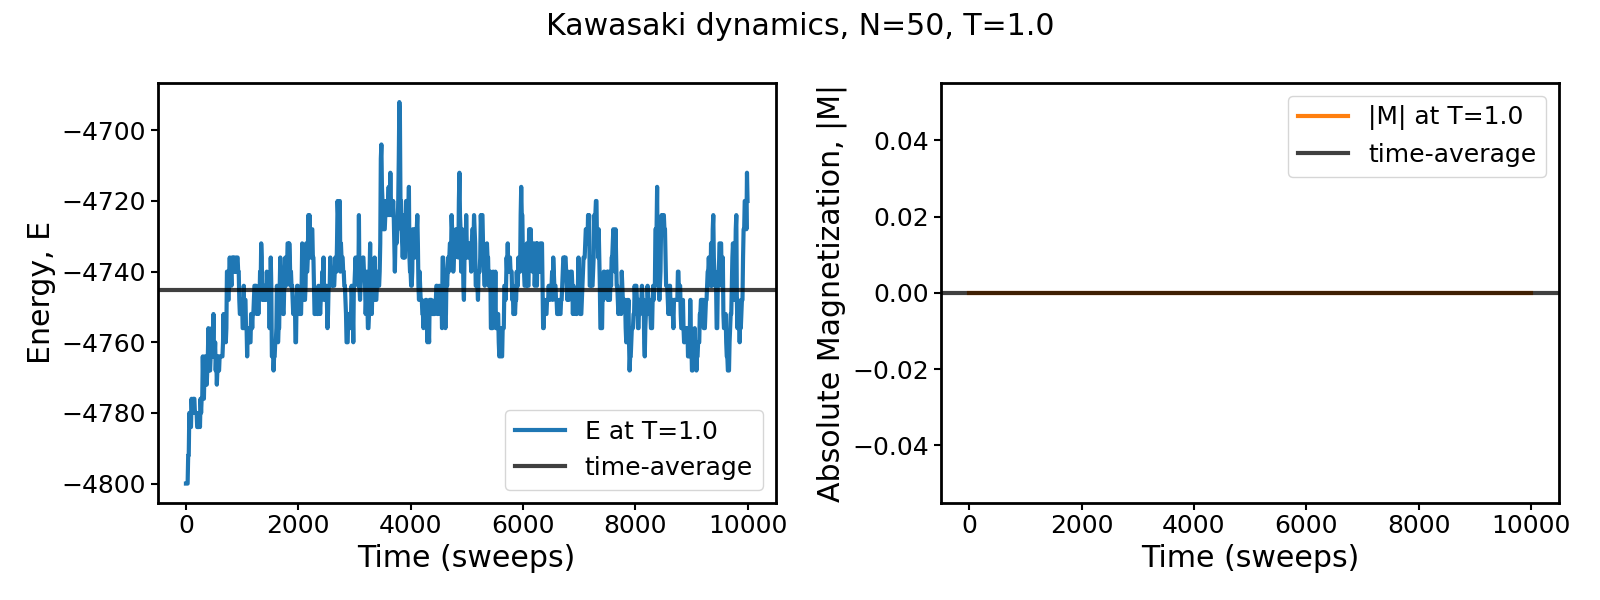 Kawasaki dynamics, N=50, T=1.0
Energy, E
−4700
−4720
−4740
−4760
−4780
−4800
E at T=1.0
time-average
0 2000 4000 6000 8000 10000
Time (sweeps)
Absolute Magnetization, |M|
0.04
0.02
0.00
−0.02
−0.04
|M| at T=1.0
time-average
0 2000 4000 6000 8000 10000
Time (sweeps)